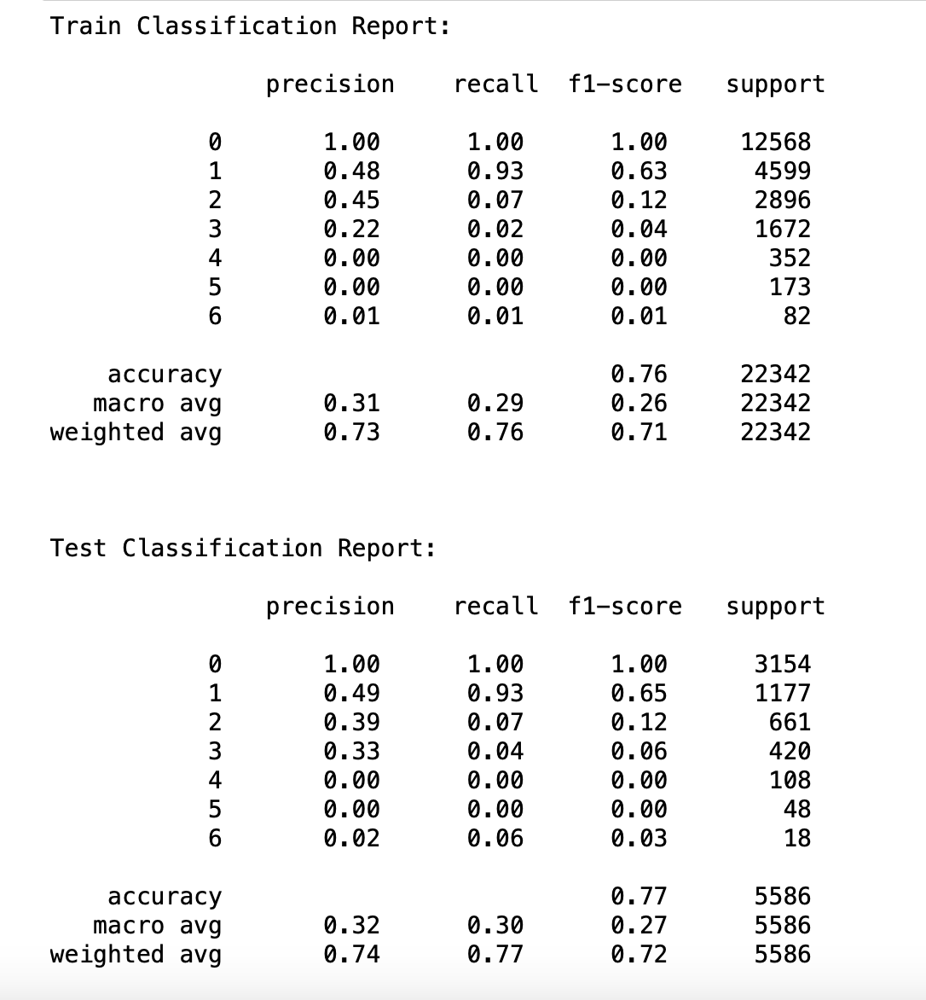 Train Classification Report:
precision recall f1-score support
0 1.00 1.00 1.00 12568
1 0.48 0.93 0.63 4599
2 0.45 0.07 0.12 2896
3 0.22 0.02 0.04 1672
4 0.00 0.00 0.00 352
5 0.00 0.00 0.00 173
6 0.01 0.01 0.01 82
accuracy 0.76 22342
macro avg 0.31 0.29 0.26 22342
weighted avg 0.73 0.76 0.71 22342
Test Classification Report:
precision recall f1-score support
0 1.00 1.00 1.00 3154
1 0.49 0.93 0.65 1177
2 0.39 0.07 0.12 661
3 0.33 0.04 0.06 420
4 0.00 0.00 0.00 108
5 0.00 0.00 0.00 48
6 0.02 0.06 0.03 18
accuracy 0.77 5586
macro avg 0.32 0.30 0.27 5586
weighted avg 0.74 0.77 0.72 5586